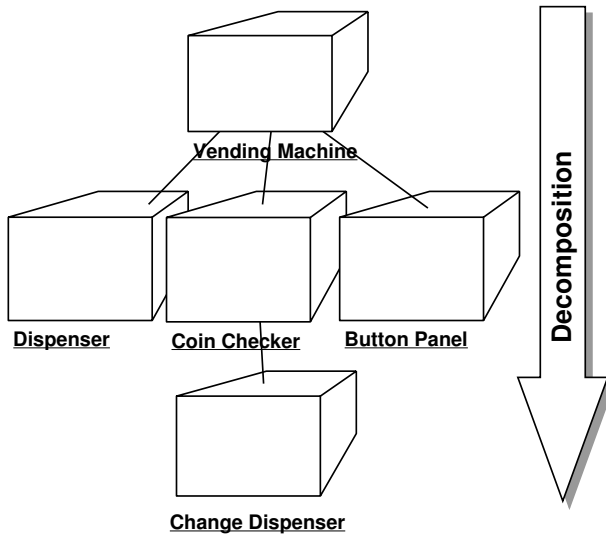 Vending Machine
Dispenser
Coin Checker
Button Panel
Change Dispenser
Decomposition